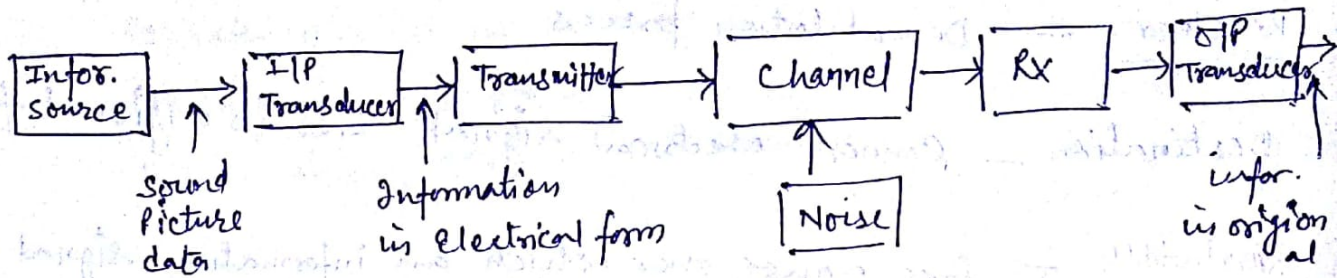 Infor.
Source
I/P
Transducer
Transmitter
Channel
RX
O/P
Transducer
Sound
Picture
data
Information
in Electrical form
Noise
infor.
in origion
al